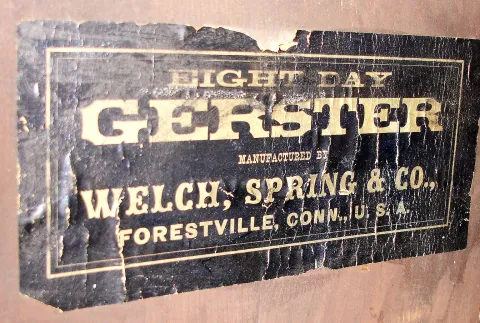 EIGHT DAY
GERSTER
MANUFACTURED BY
WELCH, SPRING & CO.,
FORESTVILLE, CONN., U. S. A.